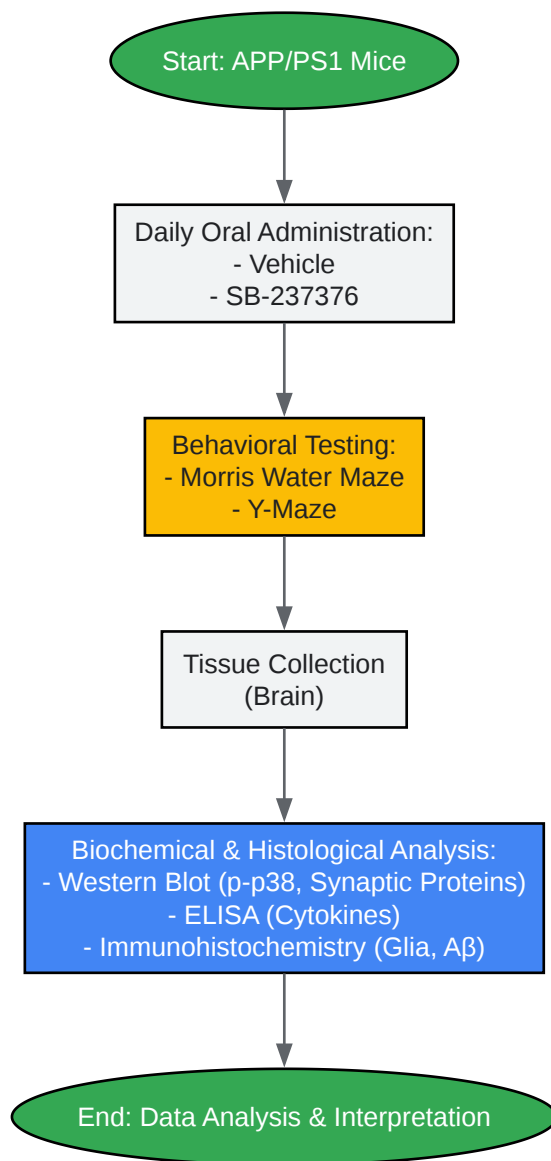 Start: APP/PS1 Mice
Daily Oral Administration:
- Vehicle
- SB-237376
Behavioral Testing:
- Morris Water Maze
- Y-Maze
Tissue Collection
(Brain)
Biochemical & Histological Analysis:
- Western Blot (p-p38, Synaptic Proteins)
- ELISA (Cytokines)
- Immunohistochemistry (Glia, Aβ)
End: Data Analysis & Interpretation